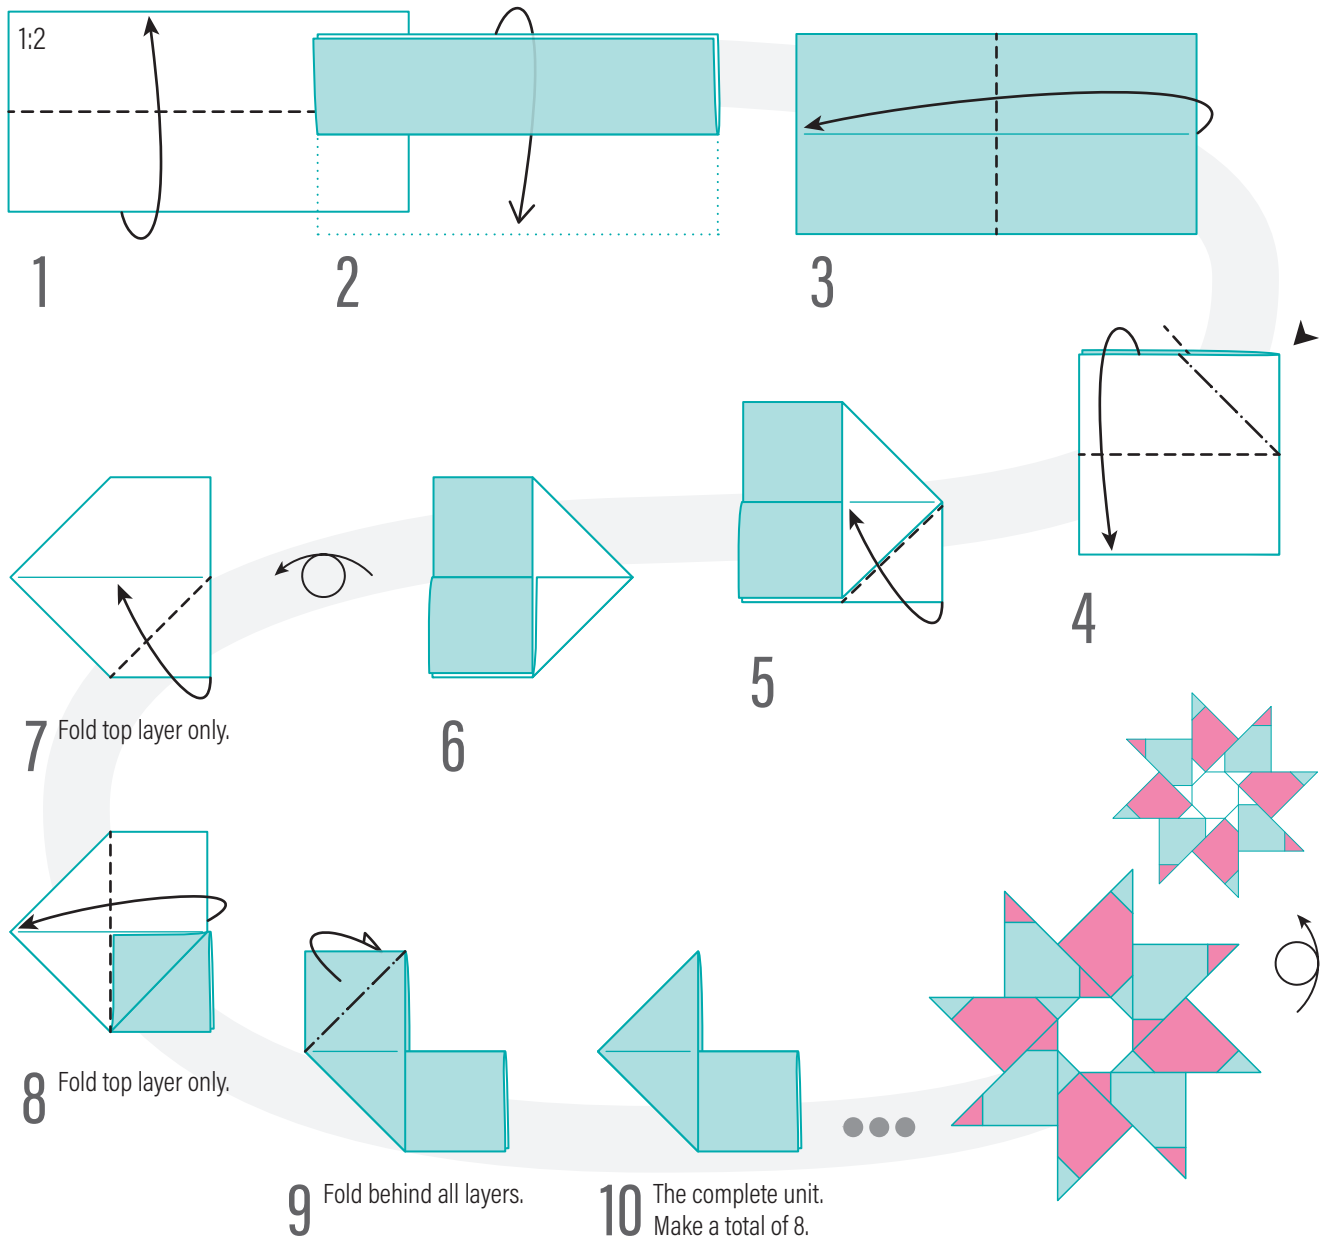 1:2
1
2
3
4
5
6
7 Fold top layer only.
8 Fold top layer only.
9 Fold behind all layers.
10 The complete unit.
Make a total of 8.